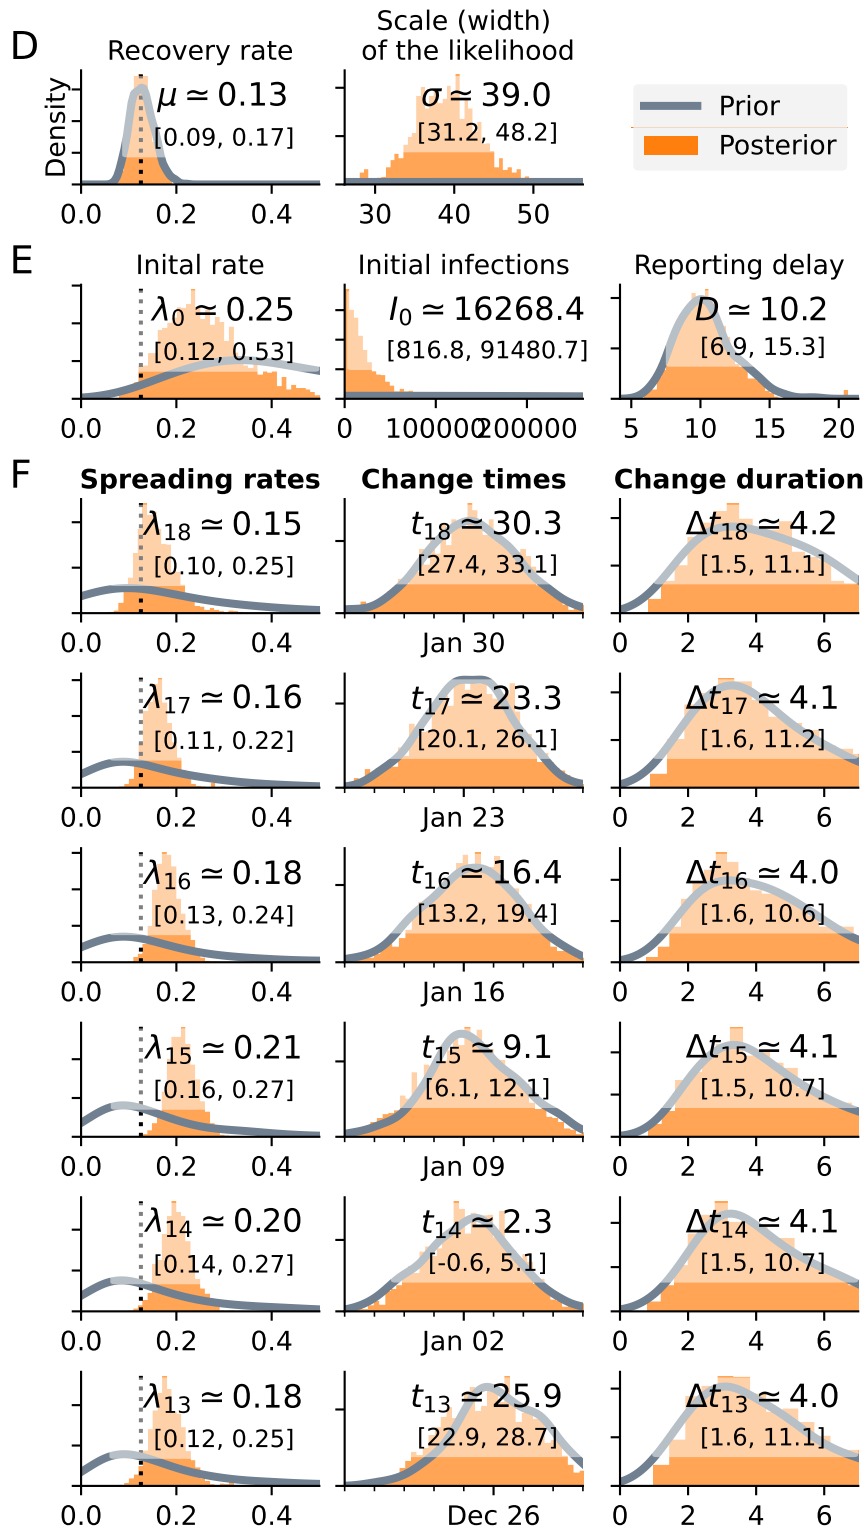 D
Recovery rate
Scale (width)
of the likelihood
Density
μ ≃ 0.13
[0.09, 0.17]
0.0 0.2 0.4
σ ≃ 39.0
[31.2, 48.2]
30 40 50
Prior
Posterior
E
Inital rate
Initial infections
Reporting delay
λ0 ≃ 0.25
[0.12, 0.53]
0.0 0.2 0.4
I0 ≃ 16268.4
[816.8, 91480.7]
0 100000 200000
D ≃ 10.2
[6.9, 15.3]
5 10 15 20
F
Spreading rates
Change times
Change duration
λ18 ≃ 0.15
[0.10, 0.25]
0.0 0.2 0.4
t18 ≃ 30.3
[27.4, 33.1]
Jan 30
Δt18 ≃ 4.2
[1.5, 11.1]
0 2 4 6
λ17 ≃ 0.16
[0.11, 0.22]
0.0 0.2 0.4
t17 ≃ 23.3
[20.1, 26.1]
Jan 23
Δt17 ≃ 4.1
[1.6, 11.2]
0 2 4 6
λ16 ≃ 0.18
[0.13, 0.24]
0.0 0.2 0.4
t16 ≃ 16.4
[13.2, 19.4]
Jan 16
Δt16 ≃ 4.0
[1.6, 10.6]
0 2 4 6
λ15 ≃ 0.21
[0.16, 0.27]
0.0 0.2 0.4
t15 ≃ 9.1
[6.1, 12.1]
Jan 09
Δt15 ≃ 4.1
[1.5, 10.7]
0 2 4 6
λ14 ≃ 0.20
[0.14, 0.27]
0.0 0.2 0.4
t14 ≃ 2.3
[-0.6, 5.1]
Jan 02
Δt14 ≃ 4.1
[1.5, 10.7]
0 2 4 6
λ13 ≃ 0.18
[0.12, 0.25]
0.0 0.2 0.4
t13 ≃ 25.9
[22.9, 28.7]
Dec 26
Δt13 ≃ 4.0
[1.6, 11.1]
0 2 4 6